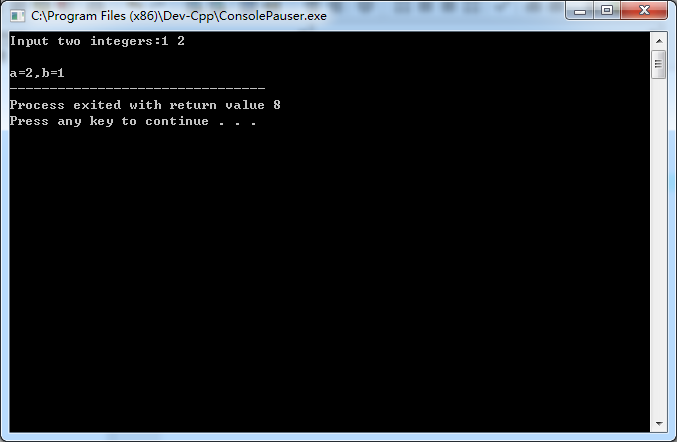 C:\Program Files (x86)\Dev-Cpp\ConsolePauser.exe
Input two integers:1 2
a=2,b=1
--------------------------------
Process exited with return value 8
Press any key to continue . . .